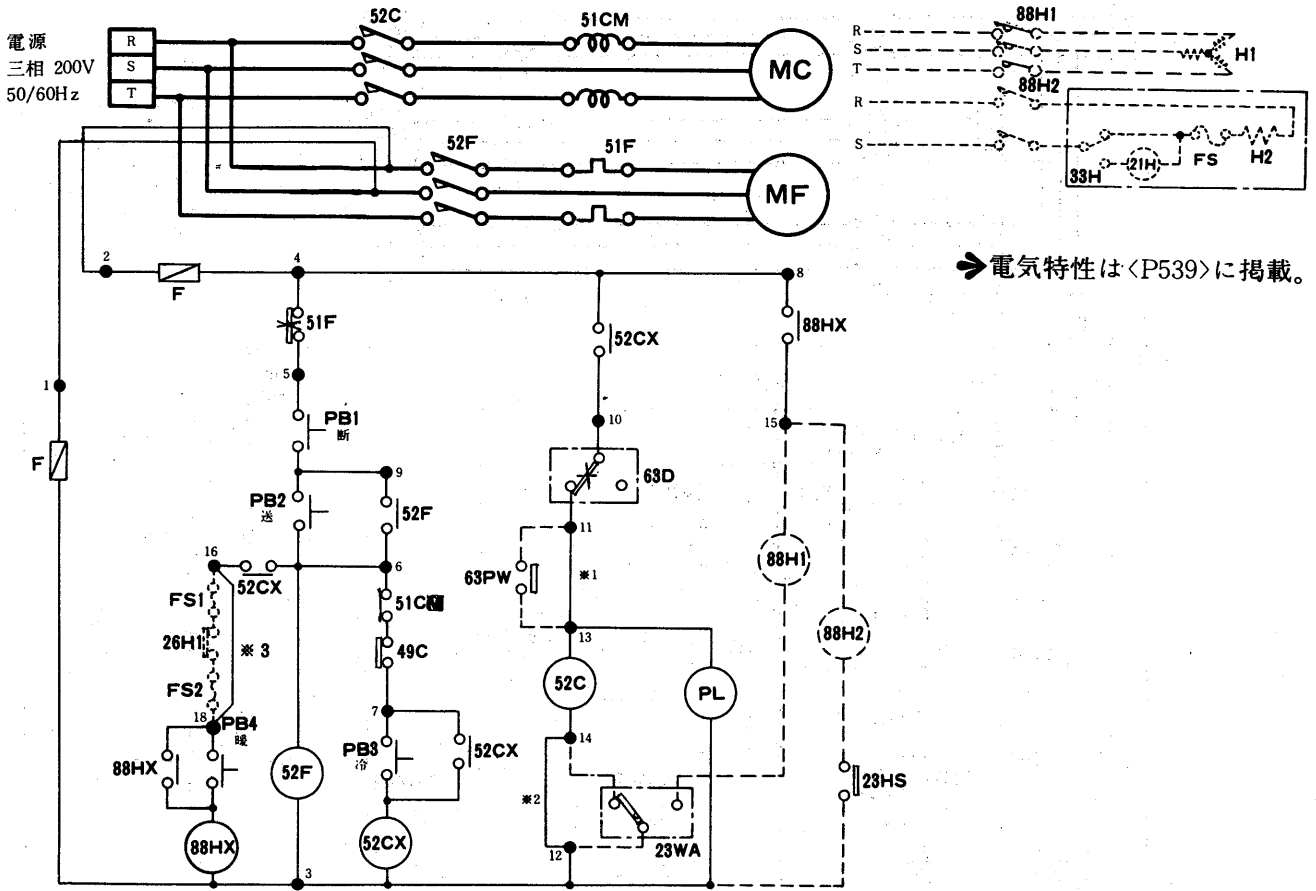 電源
三相 200V
50/60Hz
R
S
T
52C
51CM
MC
52F
51F
MF
R
S
T
88H1
H1
R
S
88H2
33H
21H
FS
H2
➔電気特性は〈P539〉に掲載。
1
F
2
F
4
51F
5
PB1
断
9
PB2
送
52F
16
52CX
6
FS1
26H1
※3
FS2
18
PB4
暖
88HX
88HX
52F
3
51CM
49C
7
PB3
冷
52CX
52CX
52CX
10
63D
11
63PW
※1
13
52C
PL
14
※2
12
23WA
8
88HX
15
88H1
88H2
23HS